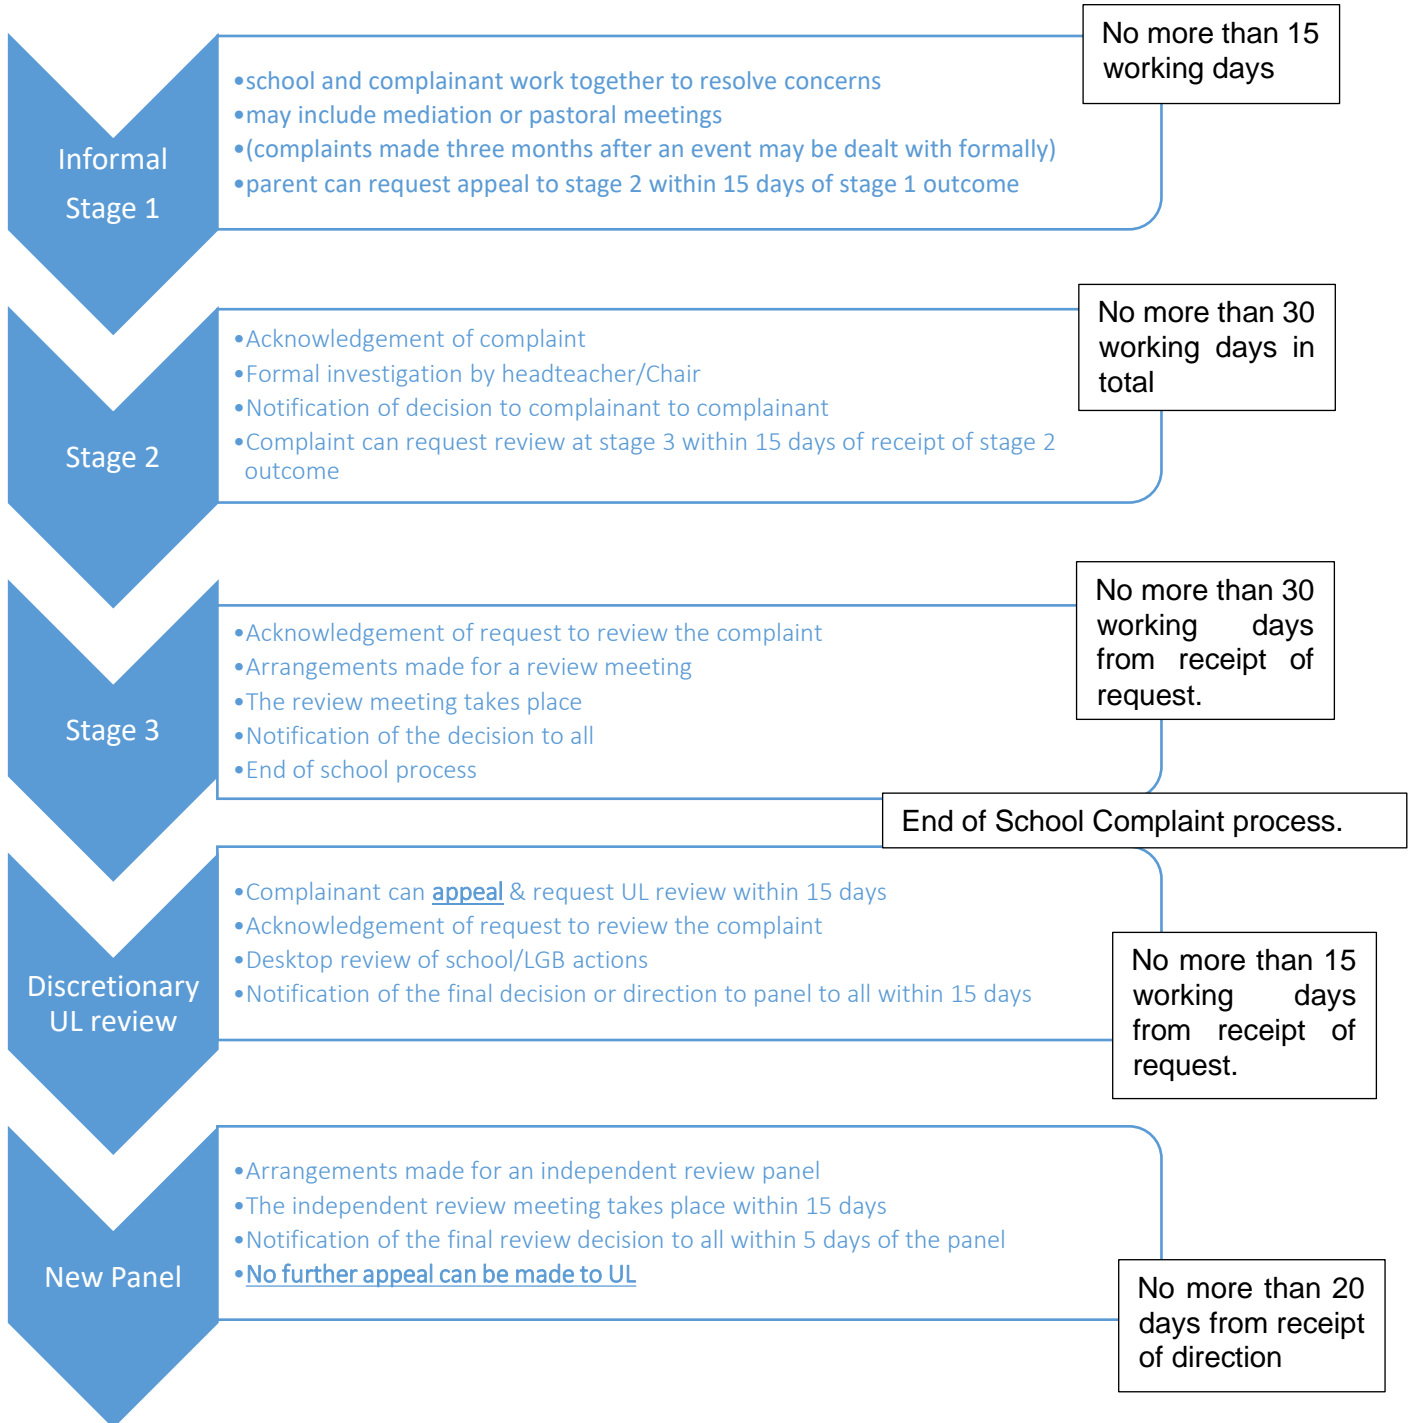 No more than 15
working days
Informal
Stage 1
•school and complainant work together to resolve concerns
•may include mediation or pastoral meetings
•(complaints made three months after an event may be dealt with formally)
•parent can request appeal to stage 2 within 15 days of stage 1 outcome
No more than 30
working days in
total
Stage 2
•Acknowledgement of complaint
•Formal investigation by headteacher/Chair
•Notification of decision to complainant to complainant
•Complaint can request review at stage 3 within 15 days of receipt of stage 2
outcome
No more than 30
working days
from receipt of
request.
Stage 3
•Acknowledgement of request to review the complaint
•Arrangements made for a review meeting
•The review meeting takes place
•Notification of the decision to all
•End of school process
End of School Complaint process.
Discretionary
UL review
•Complainant can appeal & request UL review within 15 days
•Acknowledgement of request to review the complaint
•Desktop review of school/LGB actions
•Notification of the final decision or direction to panel to all within 15 days
No more than 15
working days
from receipt of
request.
New Panel
•Arrangements made for an independent review panel
•The independent review meeting takes place within 15 days
•Notification of the final review decision to all within 5 days of the panel
•No further appeal can be made to UL
No more than 20
days from receipt
of direction